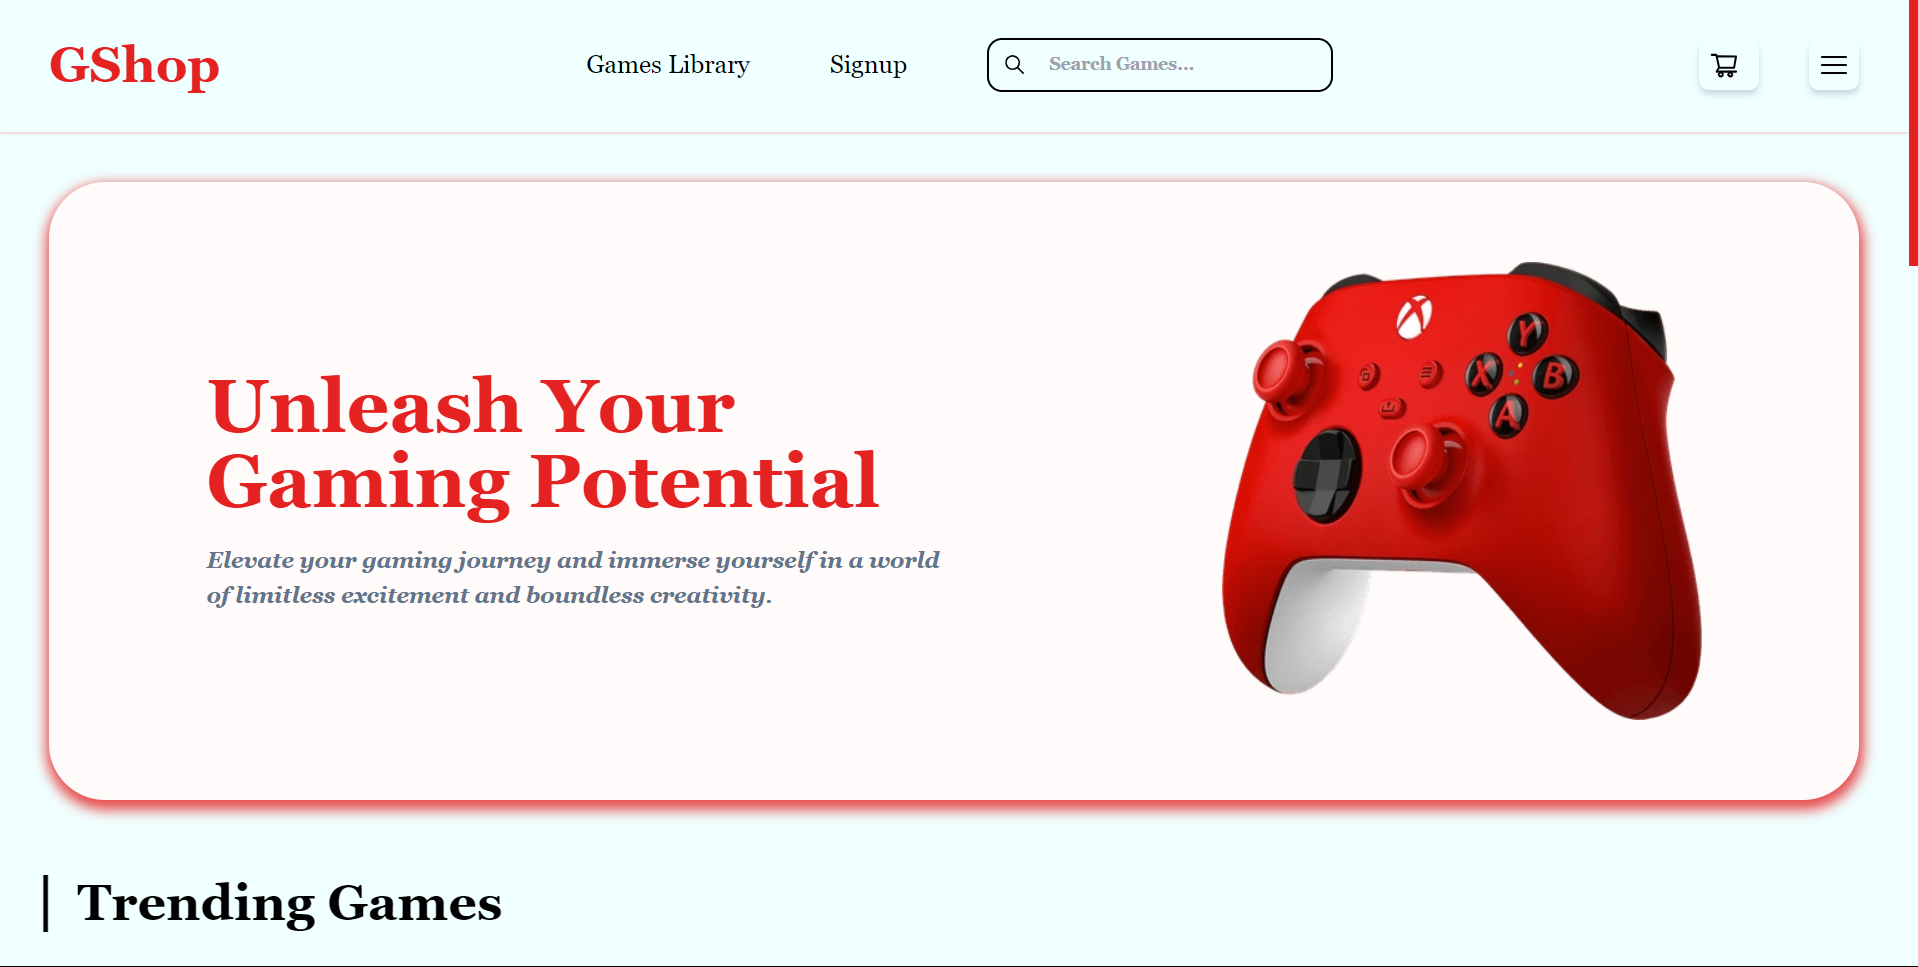 GShop
Games Library
Signup
Search Games...
Unleash Your
Gaming Potential
Elevate your gaming journey and immerse yourself in a world
of limitless excitement and boundless creativity.
Y
X
B
A
Trending Games